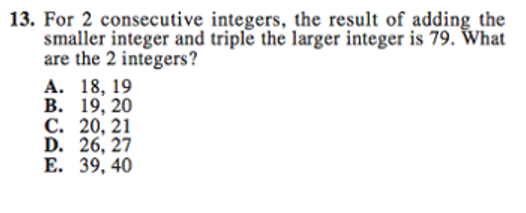 13. For 2 consecutive integers, the result of adding the
smaller integer and triple the larger integer is 79. What
are the 2 integers?
A. 18, 19
B. 19, 20
C. 20, 21
D. 26, 27
E. 39, 40